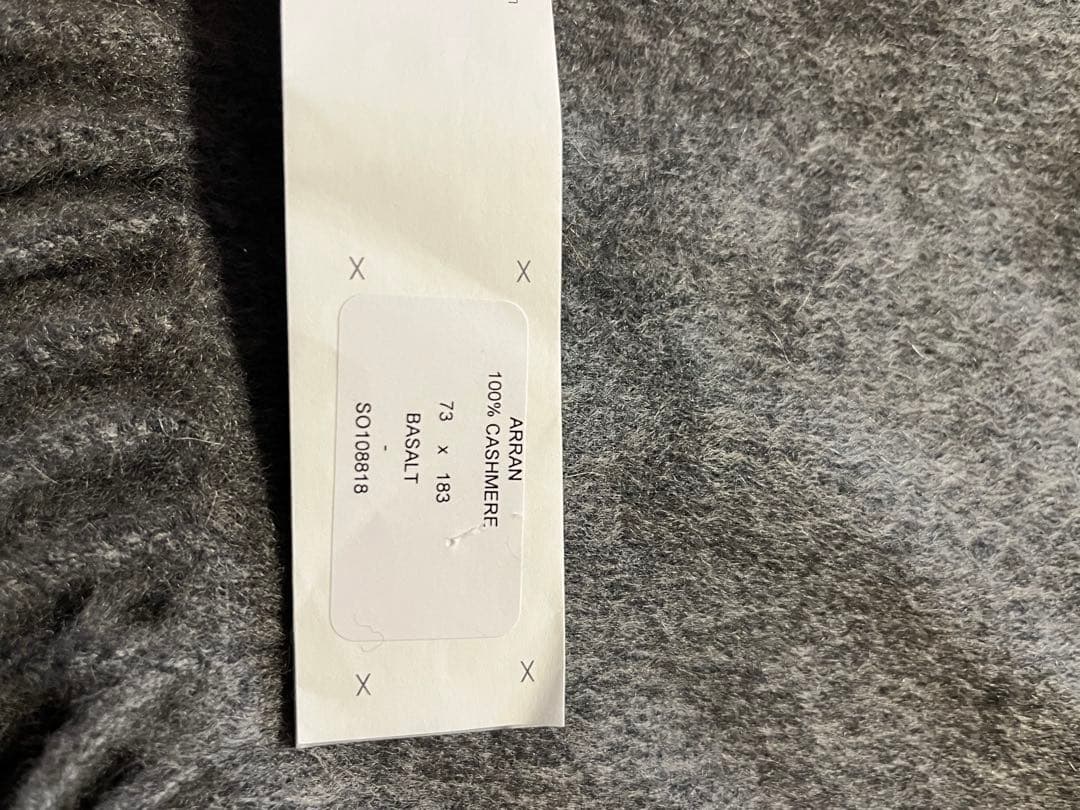 ARRAN
100% CASHMERE
73 x 183
BASALT
-
SO108818
X X
X X